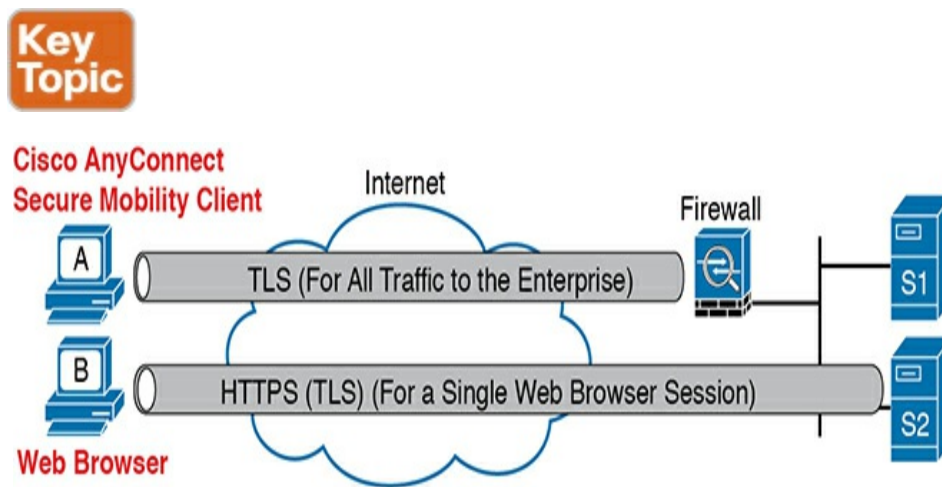 Key
Topic
Cisco AnyConnect
Secure Mobility Client
Internet
Firewall
A
TLS (For All Traffic to the Enterprise)
S1
B
HTTPS (TLS) (For a Single Web Browser Session)
S2
Web Browser